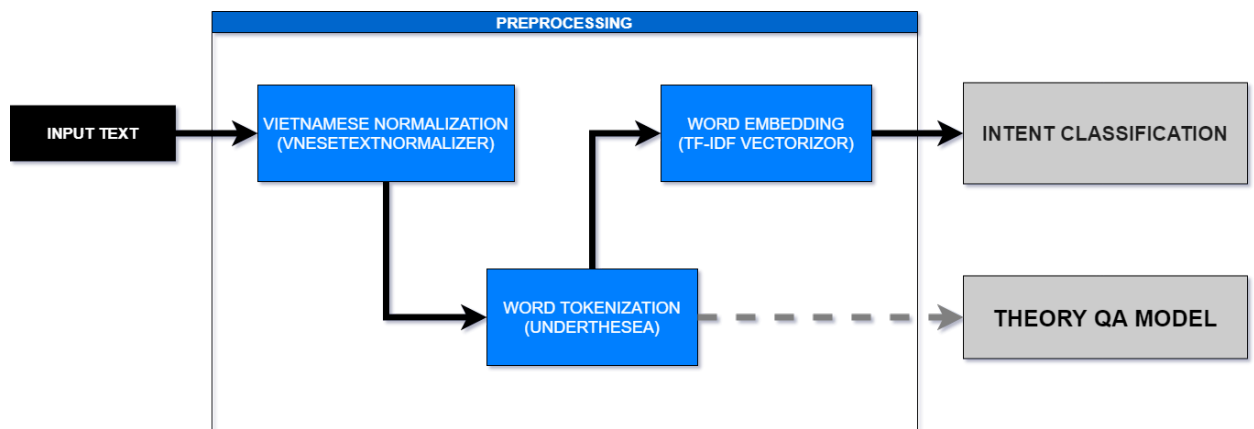 PREPROCESSING
INPUT TEXT
VIETNAMESE NORMALIZATION
(VNESETEXTNORMALIZER)
WORD EMBEDDING
(TF-IDF VECTORIZOR)
INTENT CLASSIFICATION
WORD TOKENIZATION
(UNDERTHESEA)
THEORY QA MODEL